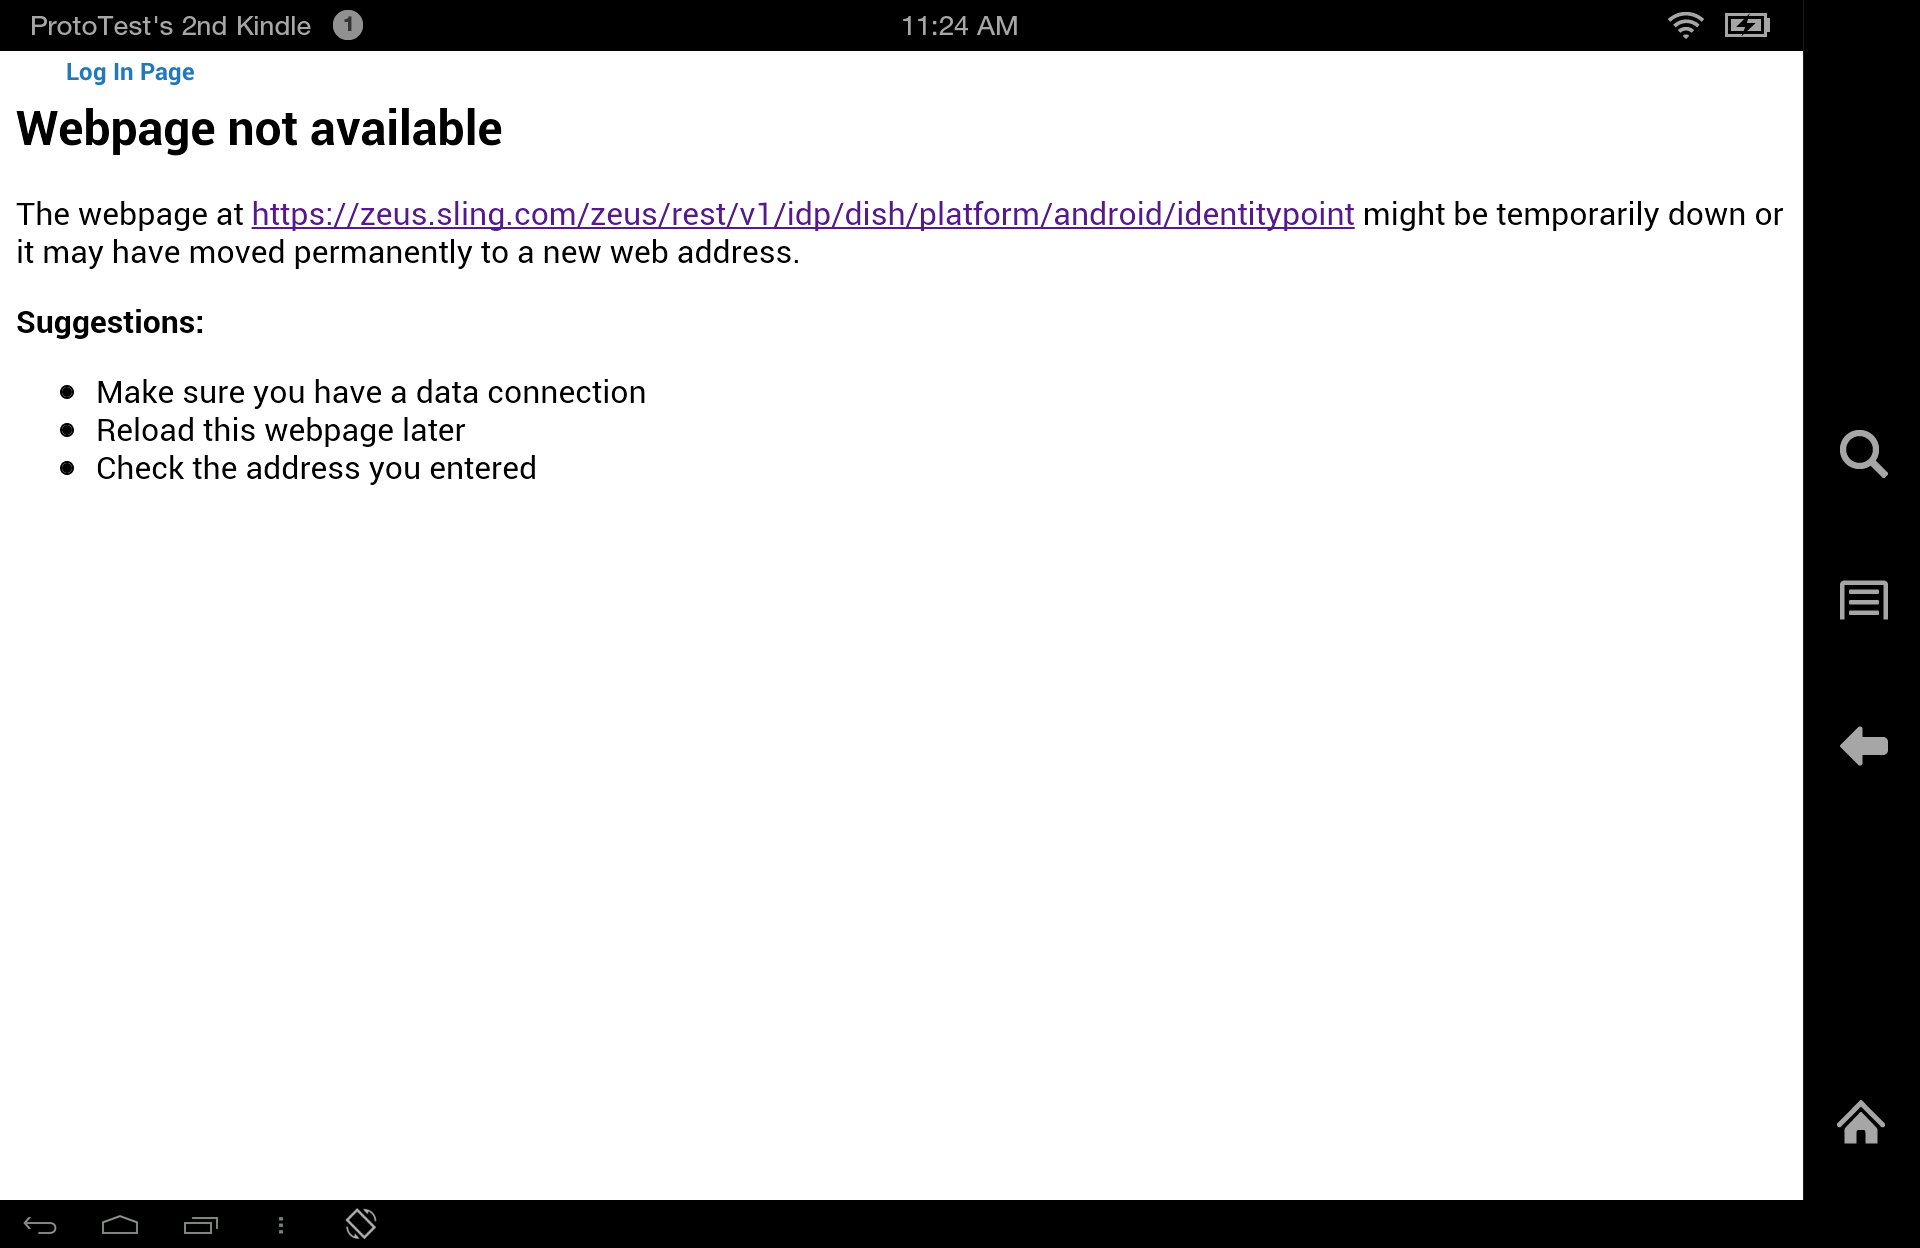 ProtoTest's 2nd Kindle 1 11:24 AM
Log In Page
Webpage not available
The webpage at https://zeus.sling.com/zeus/rest/v1/idp/dish/platform/android/identitypoint might be temporarily down or
it may have moved permanently to a new web address.
Suggestions:
Make sure you have a data connection
Reload this webpage later
Check the address you entered